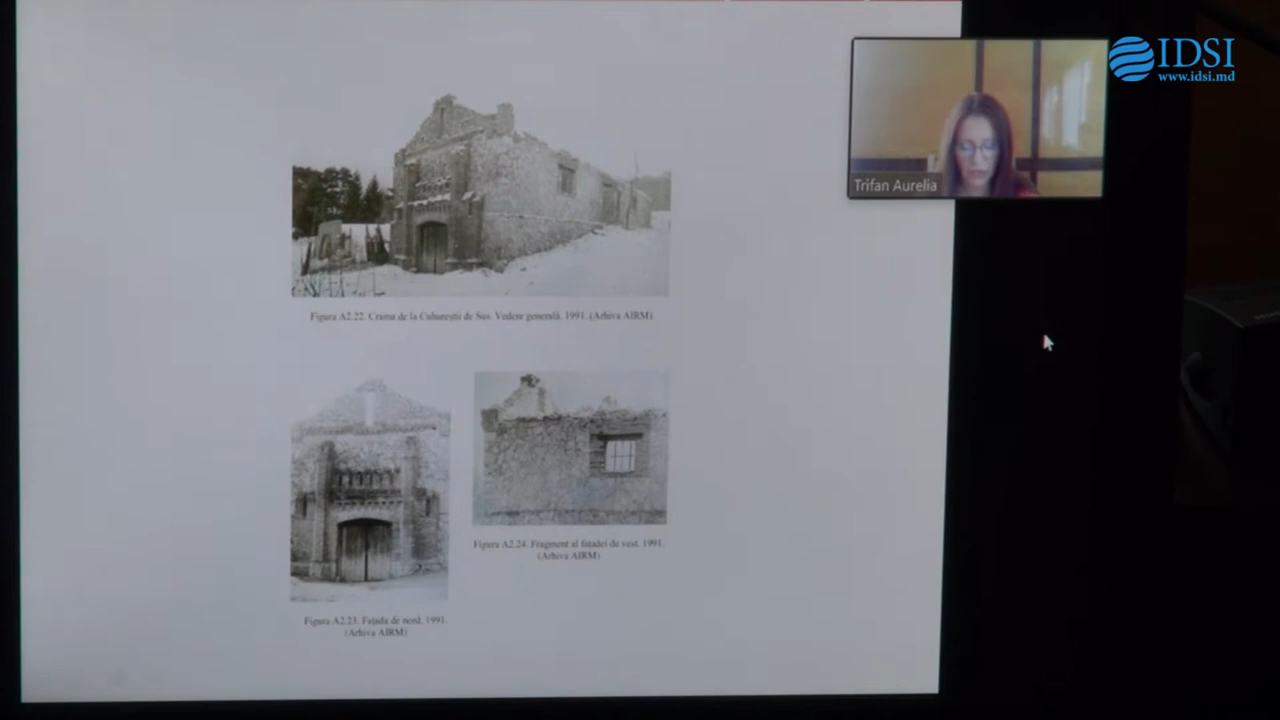 IDSI
www.idsi.md
Trifan Aurelia
Figura A2.22. Crama de la Cuhureștii de Sus. Vedere generală. 1991. (Arhiva AIRM)
Figura A2.24. Fragment al fațadei de vest. 1991.
(Arhiva AIRM)
Figura A2.23. Fațada de nord. 1991.
(Arhiva AIRM)